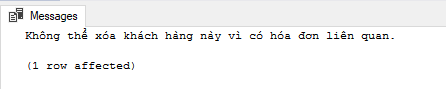 Messages
Không thể xóa khách hàng này vì có hóa đơn liên quan.
(1 row affected)